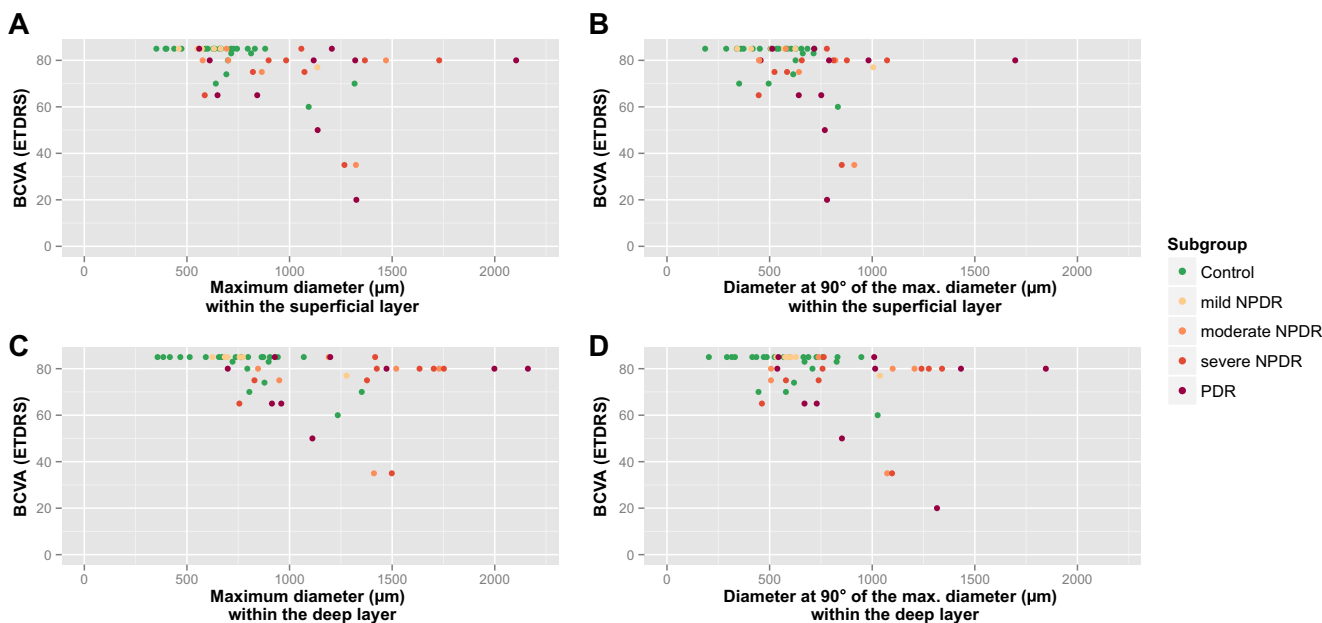 A
80
60
40
20
0
BCVA (ETDRS)
0 500 1000 1500 2000
Maximum diameter (µm)
within the superficial layer
B
80
60
40
20
0
BCVA (ETDRS)
0 500 1000 1500 2000
Diameter at 90° of the max. diameter (µm)
within the superficial layer
Subgroup
Control
mild NPDR
moderate NPDR
severe NPDR
PDR
C
80
60
40
20
0
BCVA (ETDRS)
0 500 1000 1500 2000
Maximum diameter (µm)
within the deep layer
D
80
60
40
20
0
BCVA (ETDRS)
0 500 1000 1500 2000
Diameter at 90° of the max. diameter (µm)
within the deep layer